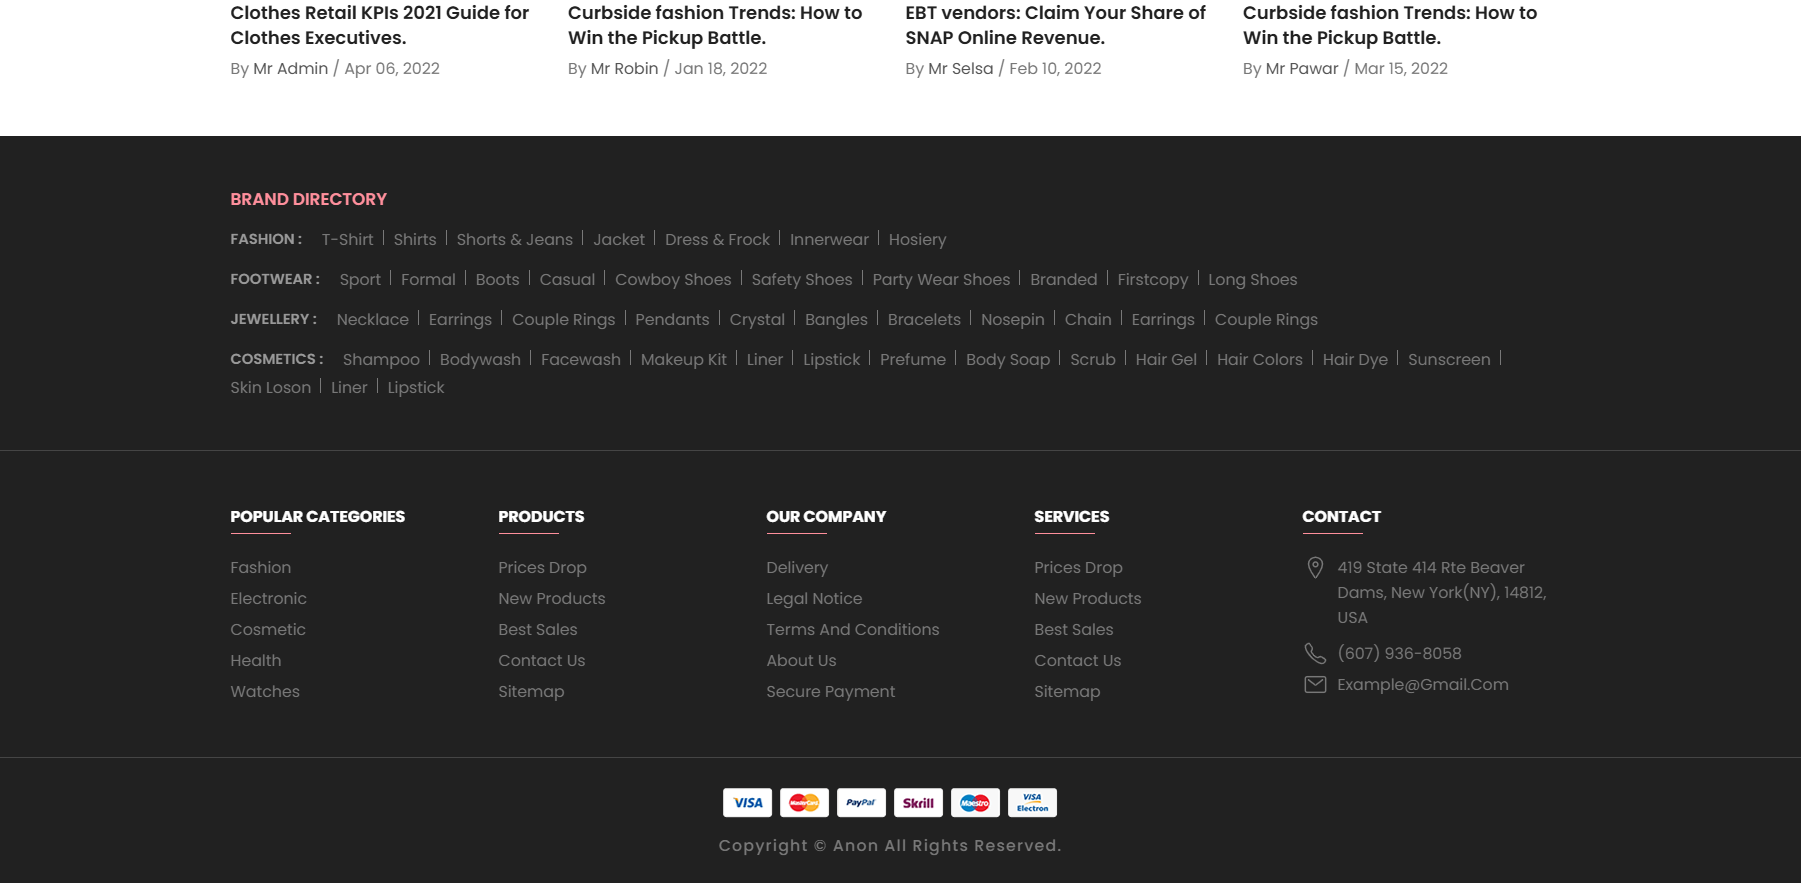 Clothes Retail KPIs 2021 Guide for
Clothes Executives.
By Mr Admin / Apr 06, 2022
Curbside fashion Trends: How to
Win the Pickup Battle.
By Mr Robin / Jan 18, 2022
EBT vendors: Claim Your Share of
SNAP Online Revenue.
By Mr Selsa / Feb 10, 2022
Curbside fashion Trends: How to
Win the Pickup Battle.
By Mr Pawar / Mar 15, 2022
BRAND DIRECTORY
FASHION : T-Shirt | Shirts | Shorts & Jeans | Jacket | Dress & Frock | Innerwear | Hosiery
FOOTWEAR : Sport | Formal | Boots | Casual | Cowboy Shoes | Safety Shoes | Party Wear Shoes | Branded | Firstcopy | Long Shoes
JEWELLERY : Necklace | Earrings | Couple Rings | Pendants | Crystal | Bangles | Bracelets | Nosepin | Chain | Earrings | Couple Rings
COSMETICS : Shampoo | Bodywash | Facewash | Makeup Kit | Liner | Lipstick | Prefume | Body Soap | Scrub | Hair Gel | Hair Colors | Hair Dye | Sunscreen |
Skin Loson | Liner | Lipstick
POPULAR CATEGORIES
Fashion
Electronic
Cosmetic
Health
Watches
PRODUCTS
Prices Drop
New Products
Best Sales
Contact Us
Sitemap
OUR COMPANY
Delivery
Legal Notice
Terms And Conditions
About Us
Secure Payment
SERVICES
Prices Drop
New Products
Best Sales
Contact Us
Sitemap
CONTACT
419 State 414 Rte Beaver
Dams, New York(NY), 14812,
USA
(607) 936-8058
Example@Gmail.Com
VISA
MasterCard
PayPal
Skrill
Maestro
VISA
Electron
Copyright © Anon All Rights Reserved.